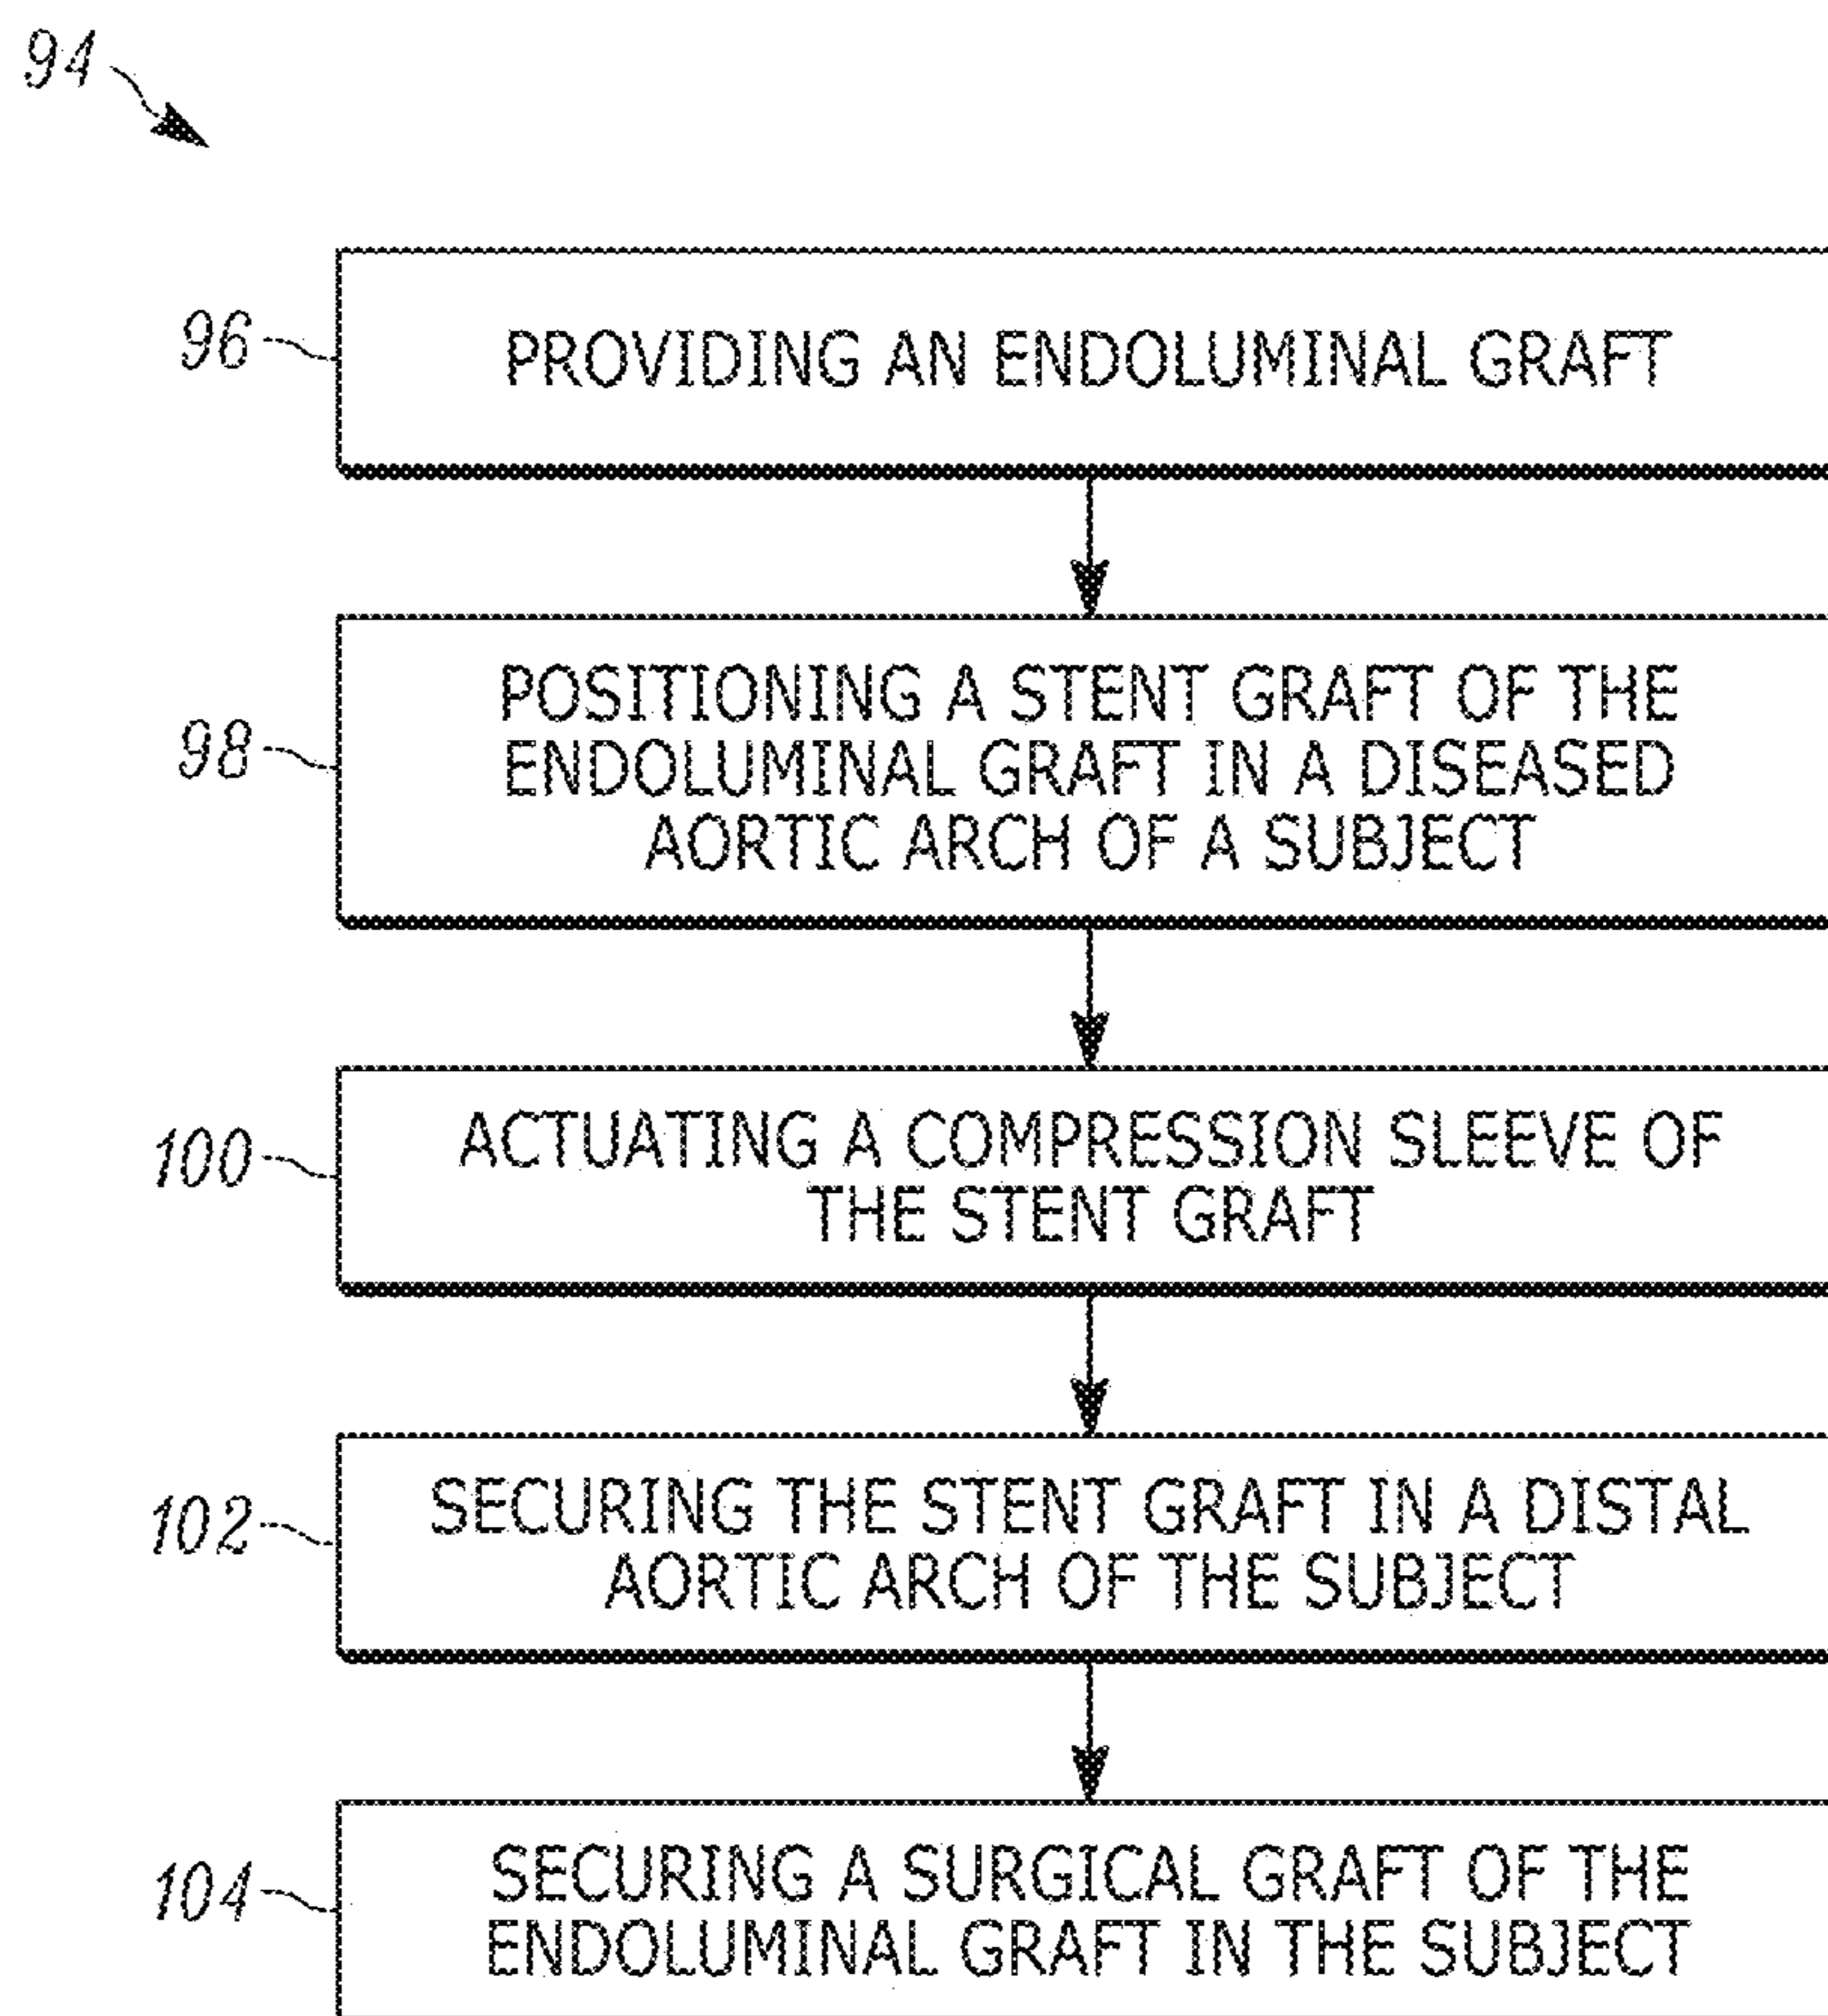 94
96
PROVIDING AN ENDOLUMINAL GRAFT
98
POSITIONING A STENT GRAFT OF THE
ENDOLUMINAL GRAFT IN A DISEASED
AORTIC ARCH OF A SUBJECT
100
ACTUATING A COMPRESSION SLEEVE OF
THE STENT GRAFT
102
SECURING THE STENT GRAFT IN A DISTAL
AORTIC ARCH OF THE SUBJECT
104
SECURING A SURGICAL GRAFT OF THE
ENDOLUMINAL GRAFT IN THE SUBJECT